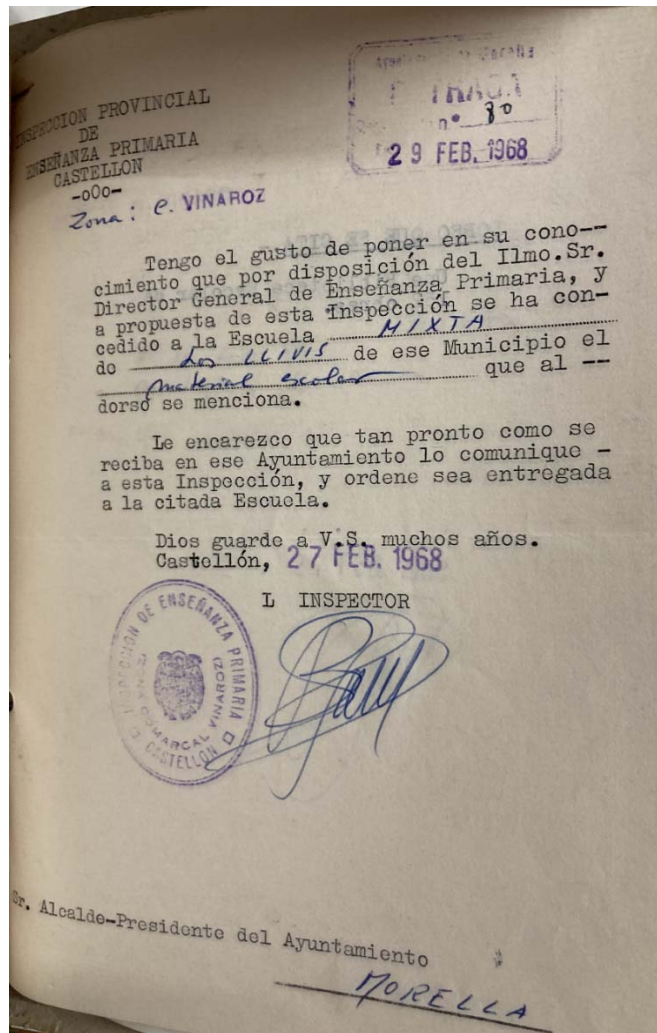 INSPECCION PROVINCIAL
DE
ENSEÑANZA PRIMARIA
CASTELLON
-oOo-
Zona: C. VINAROZ
ENTRADA
nº 80
29 FEB. 1968
Tengo el gusto de poner en su cono--
cimiento que por disposición del Ilmo.Sr.
Director General de Enseñanza Primaria, y
a propuesta de esta Inspección se ha con-
cedido a la Escuela MIXTA
do Los LLIVIS de ese Municipio el
material escolar que al --
dorso se menciona.
Le encarezco que tan pronto como se
reciba en ese Ayuntamiento lo comunique -
a esta Inspección, y ordene sea entregada
a la citada Escuela.
Dios guarde a V.S. muchos años.
Castellón, 27 FEB. 1968
L INSPECTOR
INSPECCION DE ENSEÑANZA PRIMARIA
COMARCAL VINAROZ)
CASTELLON
Sr. Alcalde-Presidente del Ayuntamiento
MORELLA